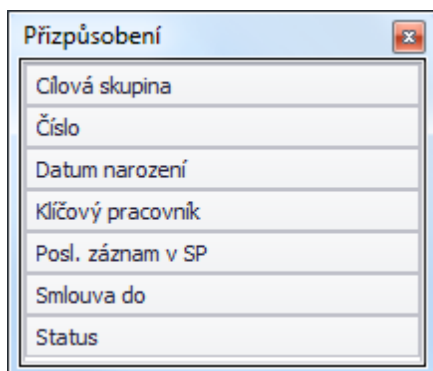 Přizpůsobení
Cílová skupina
Číslo
Datum narození
Klíčový pracovník
Posl. záznam v SP
Smlouva do
Status